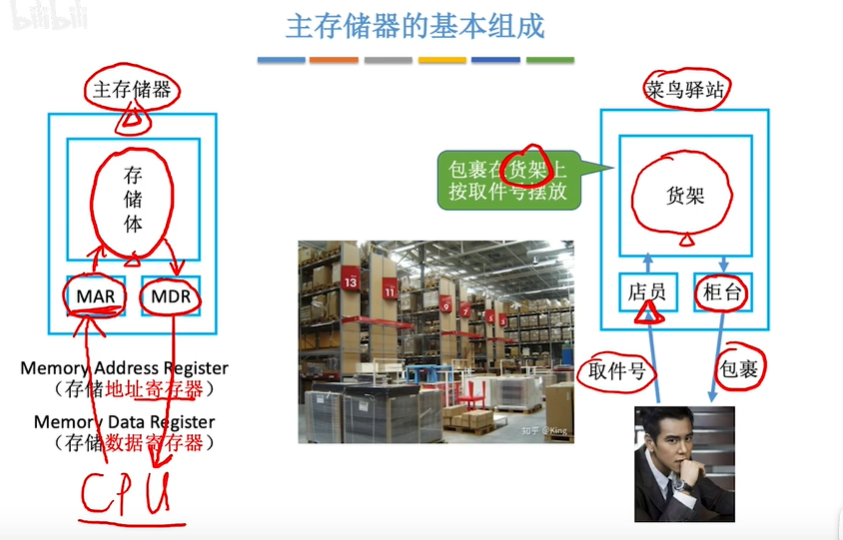 bilibili
主存储器的基本组成
主存储器
存
储
体
MAR
MDR
Memory Address Register
（存储地址寄存器）
Memory Data Register
（存储数据寄存器）
CPU
包裹在货架上
按取件号摆放
13
11
9
7
5
知乎 @King
菜鸟驿站
货架
店员
柜台
取件号
包裹